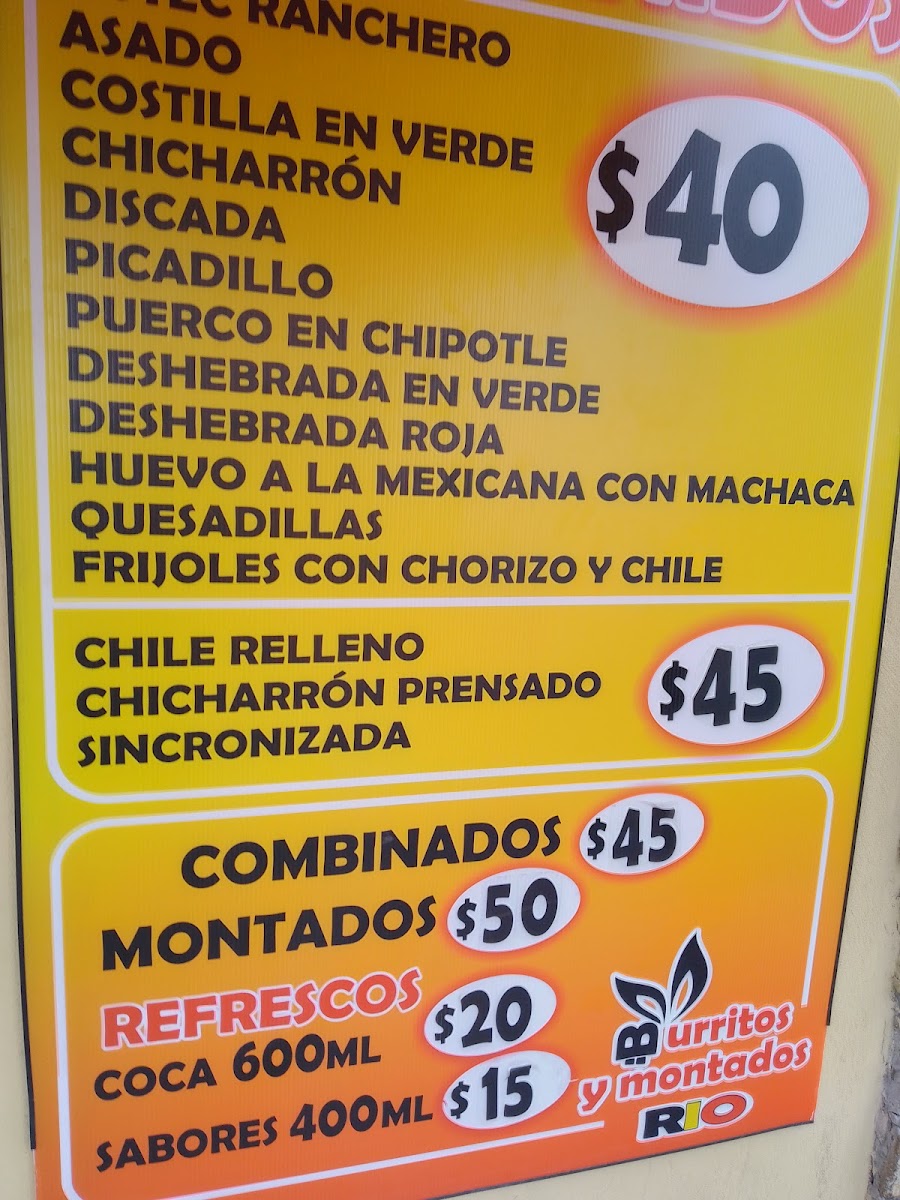 RANCHERO
ASADO
COSTILLA EN VERDE
CHICHARRÓN
DISCADA
PICADILLO
PUERCO EN CHIPOTLE
DESHEBRADA EN VERDE
DESHEBRADA ROJA
HUEVO A LA MEXICANA CON MACHACA
QUESADILLAS
FRIJOLES CON CHORIZO Y CHILE
$40
CHILE RELLENO
CHICHARRÓN PRENSADO
SINCRONIZADA
$45
COMBINADOS $45
MONTADOS $50
REFRESCOS
COCA 600ML $20
SABORES 400ML $15
Burritos
y montados
RIO